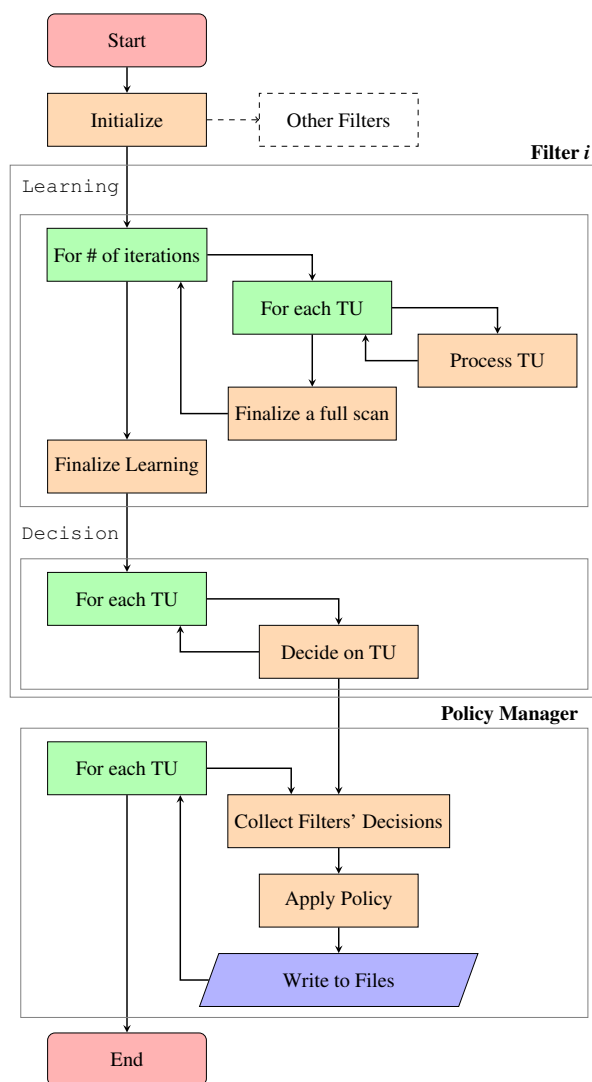 Start
Initialize
Other Filters
Filter i
Learning
For # of iterations
For each TU
Process TU
Finalize a full scan
Finalize Learning
Decision
For each TU
Decide on TU
Policy Manager
For each TU
Collect Filters’ Decisions
Apply Policy
Write to Files
End